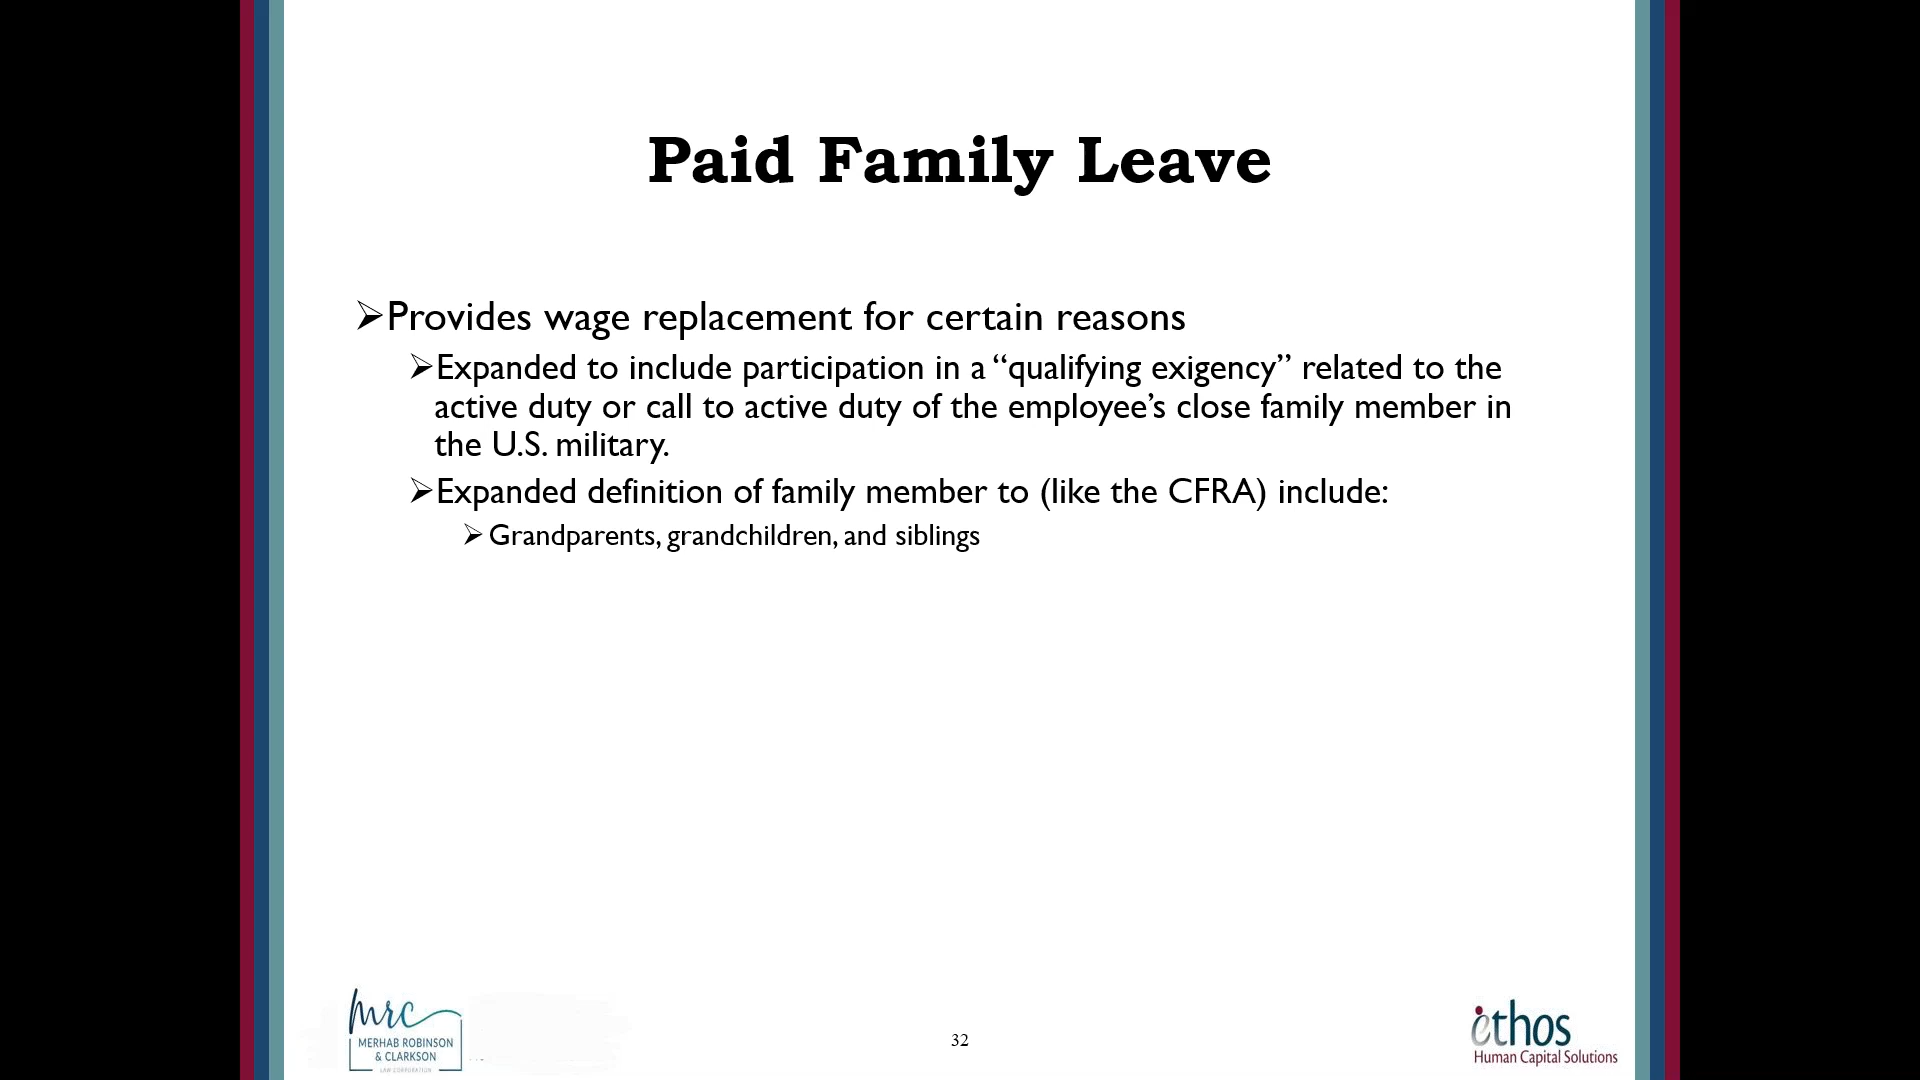 Paid Family Leave
➢Provides wage replacement for certain reasons
➢Expanded to include participation in a “qualifying exigency” related to the
active duty or call to active duty of the employee’s close family member in
the U.S. military.
➢Expanded definition of family member to (like the CFRA) include:
➢Grandparents, grandchildren, and siblings
mrc
MERHAB ROBINSON
& CLARKSON
LAW CORPORATION
32
ethos
Human Capital Solutions